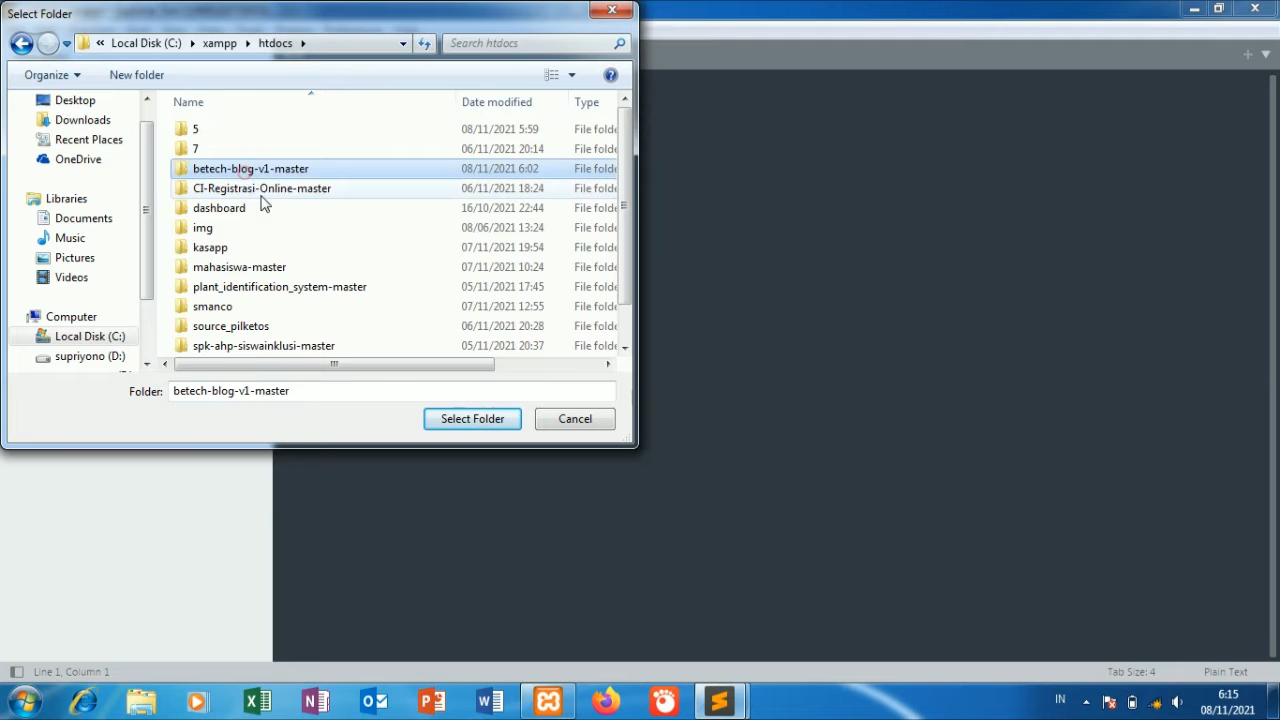 Select Folder
« Local Disk (C:) xampp htdocs
Search htdocs
Organize New folder
Name Date modified Type
Desktop
Downloads
Recent Places
OneDrive
Libraries
Documents
Music
Pictures
Videos
Computer
Local Disk (C:)
supriyono (D:)
5 08/11/2021 5:59 File folde
7 06/11/2021 20:14 File folde
betech-blog-v1-master 08/11/2021 6:02 File folde
CI-Registrasi-Online-master 06/11/2021 18:24 File folde
dashboard 16/10/2021 22:44 File folde
img 08/06/2021 13:24 File folde
kasapp 07/11/2021 19:54 File folde
mahasiswa-master 07/11/2021 10:24 File folde
plant_identification_system-master 05/11/2021 17:45 File folde
smanco 07/11/2021 12:55 File folde
source_pilketos 06/11/2021 20:28 File folde
spk-ahp-siswainklusi-master 05/11/2021 20:37 File folde
Folder: betech-blog-v1-master
Select Folder Cancel
Line 1, Column 1
Tab Size: 4 Plain Text
IN
6:15
08/11/2021